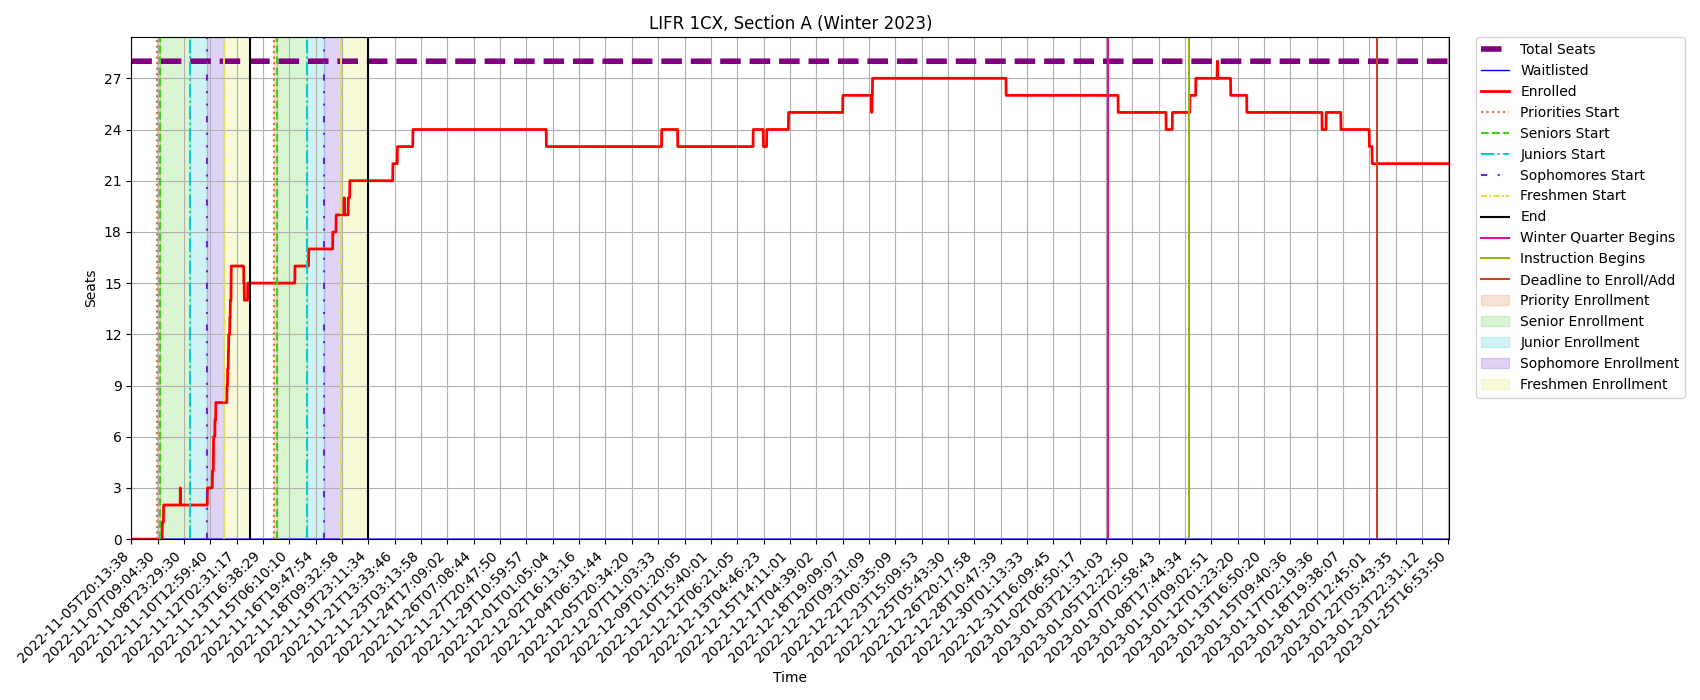 LIFR 1CX, Section A (Winter 2023)
Seats
27
24
21
18
15
12
9
6
3
0
2022-11-05T20:13:38
2022-11-07T09:04:30
2022-11-08T23:29:30
2022-11-10T12:59:40
2022-11-12T02:31:17
2022-11-13T16:38:29
2022-11-15T06:10:10
2022-11-16T19:47:54
2022-11-18T09:32:58
2022-11-19T23:11:34
2022-11-21T13:33:46
2022-11-23T03:13:58
2022-11-24T17:09:02
2022-11-26T07:08:44
2022-11-27T20:47:50
2022-11-29T10:59:57
2022-12-01T01:05:04
2022-12-02T16:13:16
2022-12-04T06:31:44
2022-12-05T20:34:20
2022-12-07T11:03:33
2022-12-09T01:20:05
2022-12-10T15:40:01
2022-12-12T06:21:05
2022-12-13T04:46:23
2022-12-15T14:11:01
2022-12-17T04:39:02
2022-12-18T19:09:07
2022-12-20T09:31:09
2022-12-22T00:35:09
2022-12-23T15:09:53
2022-12-25T05:43:30
2022-12-26T20:17:58
2022-12-28T10:47:39
2022-12-30T01:13:33
2022-12-31T16:09:45
2023-01-02T06:50:17
2023-01-03T21:31:03
2023-01-05T12:22:50
2023-01-07T02:58:43
2023-01-08T17:44:34
2023-01-10T09:02:51
2023-01-12T01:23:20
2023-01-13T16:50:20
2023-01-15T09:40:36
2023-01-17T02:19:36
2023-01-18T19:38:07
2023-01-20T12:45:01
2023-01-22T05:43:35
2023-01-23T22:31:12
2023-01-25T16:53:50
Time
Total Seats
Waitlisted
Enrolled
Priorities Start
Seniors Start
Juniors Start
Sophomores Start
Freshmen Start
End
Winter Quarter Begins
Instruction Begins
Deadline to Enroll/Add
Priority Enrollment
Senior Enrollment
Junior Enrollment
Sophomore Enrollment
Freshmen Enrollment